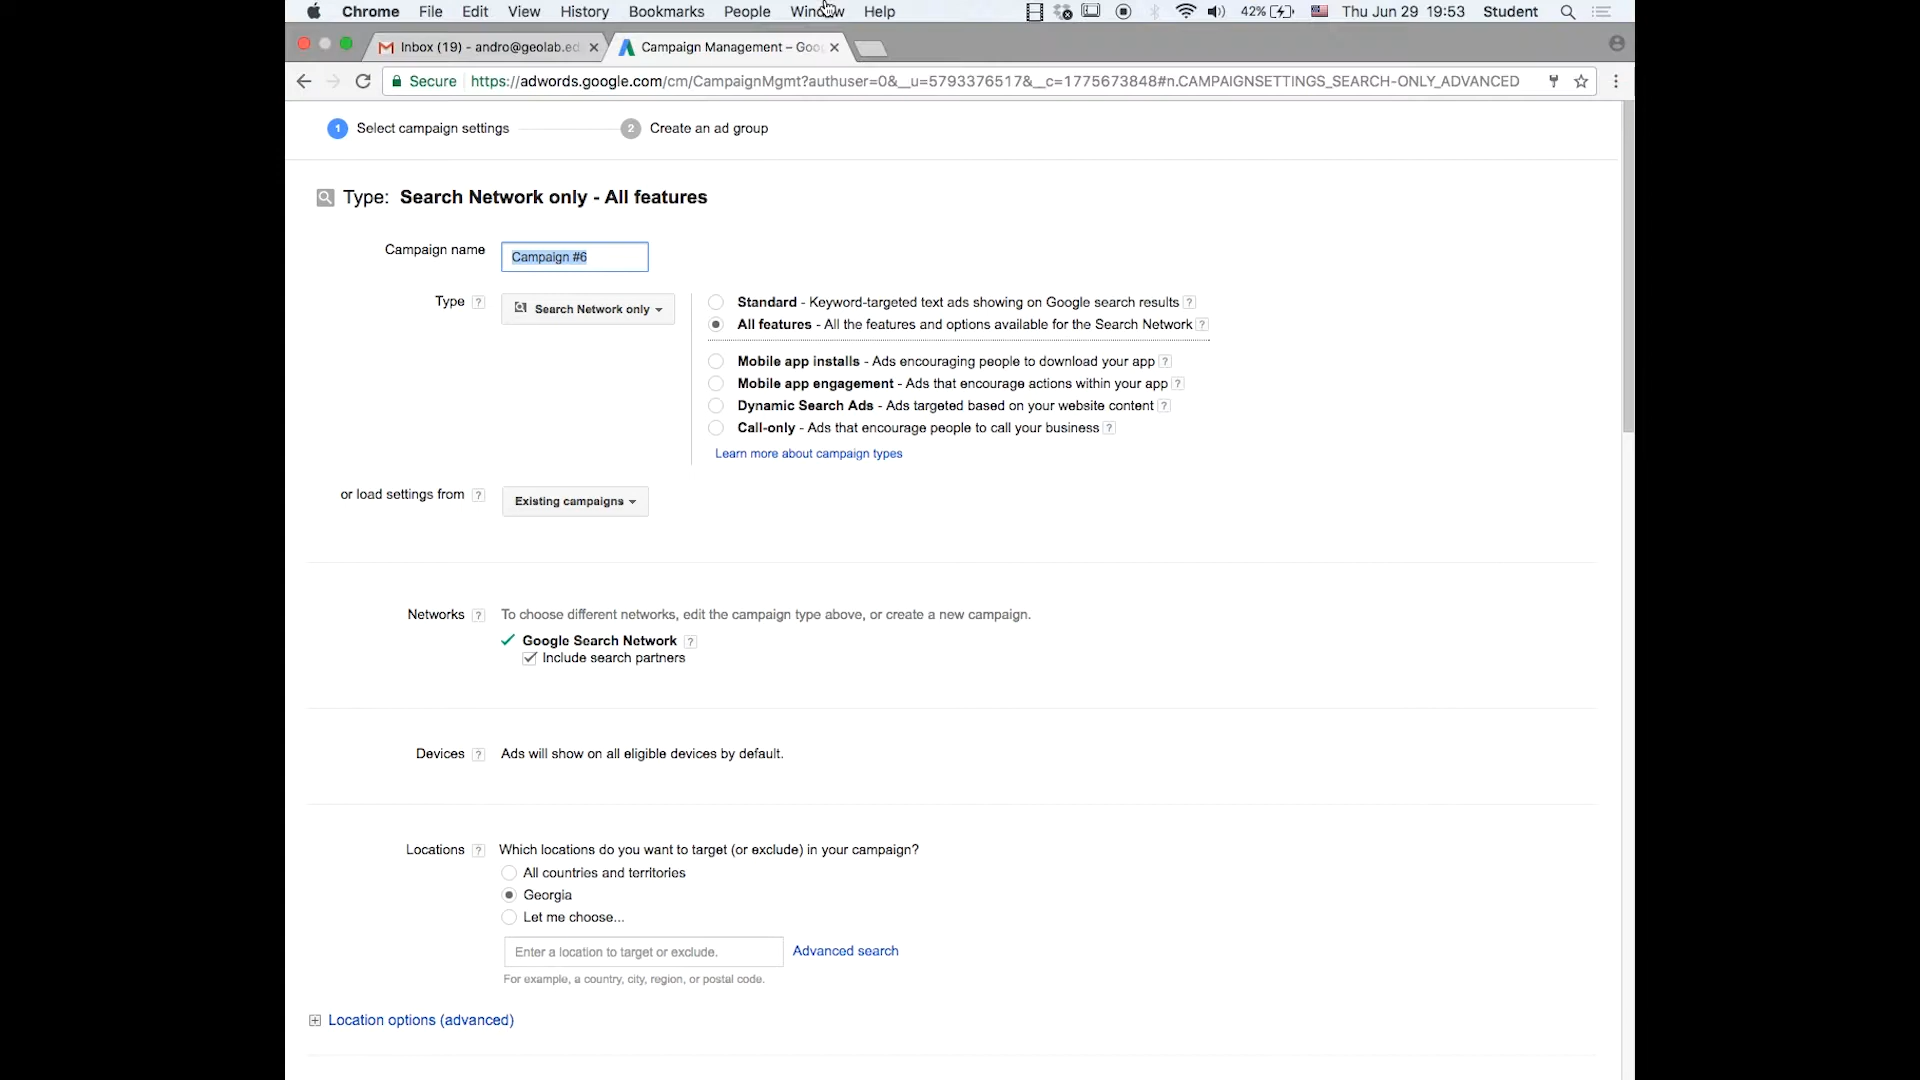 Chrome File Edit View History Bookmarks People Window Help 42% Thu Jun 29 19:53 Student
Inbox (19) - andro@geolab.ed
Campaign Management – Goo
Secure https://adwords.google.com/cm/CampaignMgmt?authuser=0&__u=5793376517&__c=1775673848#n.CAMPAIGNSETTINGS_SEARCH-ONLY_ADVANCED
1 Select campaign settings 2 Create an ad group
Type: Search Network only - All features
Campaign name Campaign #6
Type ? Search Network only
Standard - Keyword-targeted text ads showing on Google search results ?
All features - All the features and options available for the Search Network ?
Mobile app installs - Ads encouraging people to download your app ?
Mobile app engagement - Ads that encourage actions within your app ?
Dynamic Search Ads - Ads targeted based on your website content ?
Call-only - Ads that encourage people to call your business ?
Learn more about campaign types
or load settings from ? Existing campaigns
Networks ? To choose different networks, edit the campaign type above, or create a new campaign.
Google Search Network ?
Include search partners
Devices ? Ads will show on all eligible devices by default.
Locations ? Which locations do you want to target (or exclude) in your campaign?
All countries and territories
Georgia
Let me choose...
Enter a location to target or exclude. Advanced search
For example, a country, city, region, or postal code.
Location options (advanced)